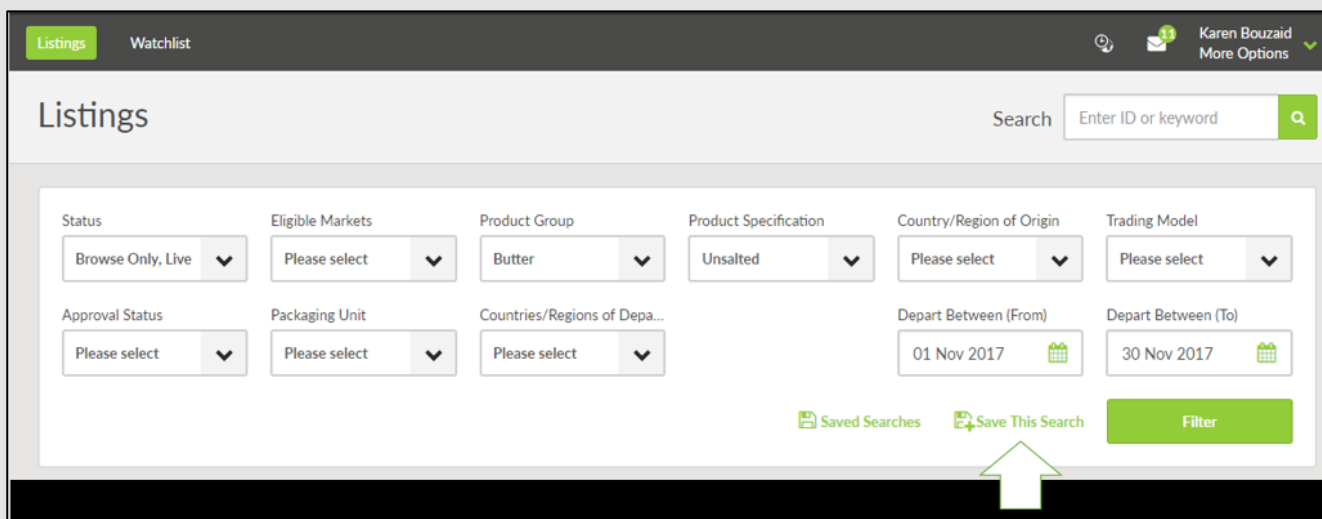 Listings Watchlist 11 Karen Bouzaid
More Options
Listings Search Enter ID or keyword
Status Eligible Markets Product Group Product Specification Country/Region of Origin Trading Model
Browse Only, Live Please select Butter Unsalted Please select Please select
Approval Status Packaging Unit Countries/Regions of Depa... Depart Between (From) Depart Between (To)
Please select Please select Please select 01 Nov 2017 30 Nov 2017
Saved Searches Save This Search Filter